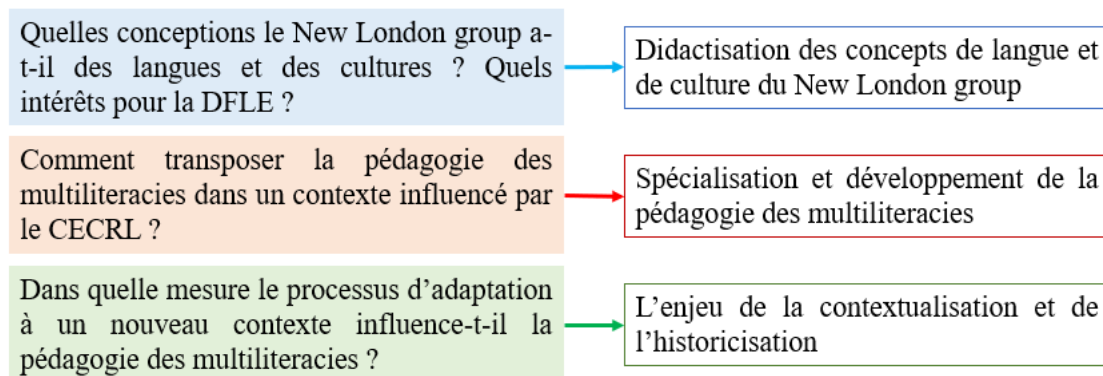 Quelles conceptions le New London group a-
t-il des langues et des cultures ? Quels
intérêts pour la DFLE ?
Didactisation des concepts de langue et
de culture du New London group
Comment transposer la pédagogie des
multiliteracies dans un contexte influencé par
le CECRL ?
Spécialisation et développement de la
pédagogie des multiliteracies
Dans quelle mesure le processus d’adaptation
à un nouveau contexte influence-t-il la
pédagogie des multiliteracies ?
L’enjeu de la contextualisation et de
l’historicisation